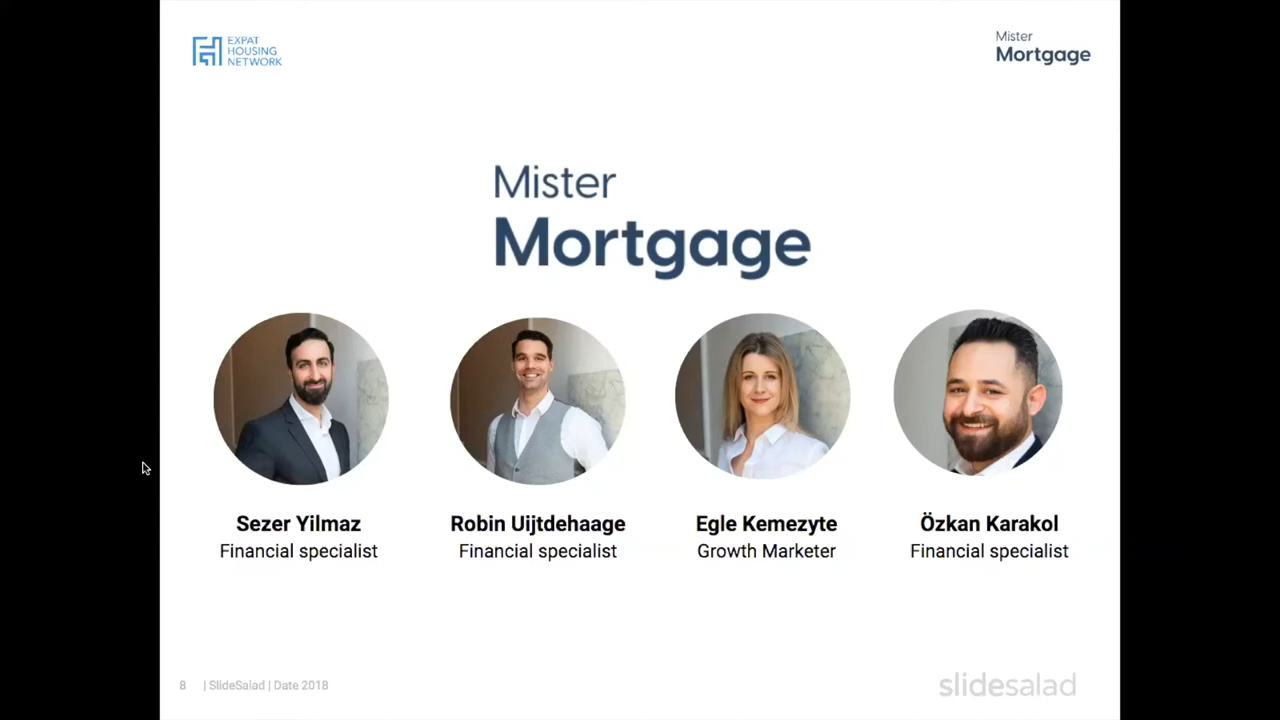 EXPAT
HOUSING
NETWORK
Mister
Mortgage
Mister
Mortgage
Sezer Yilmaz
Financial specialist
Robin Uijtdehaage
Financial specialist
Egle Kemezyte
Growth Marketer
Özkan Karakol
Financial specialist
8 | SlideSalad | Date 2018
slidesalad